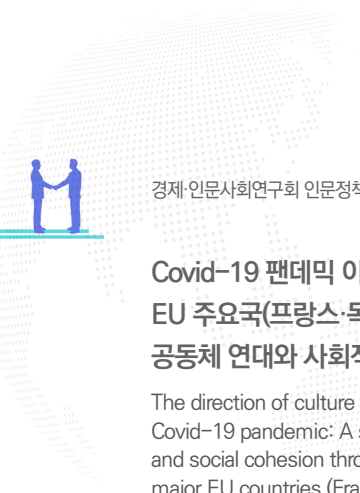 경제·인문사회연구회 인문정책
Covid-19 팬데믹 이
EU 주요국(프랑스·독
공동체 연대와 사회적
The direction of culture
Covid-19 pandemic: A s
and social cohesion thro
major EU countries (Fra